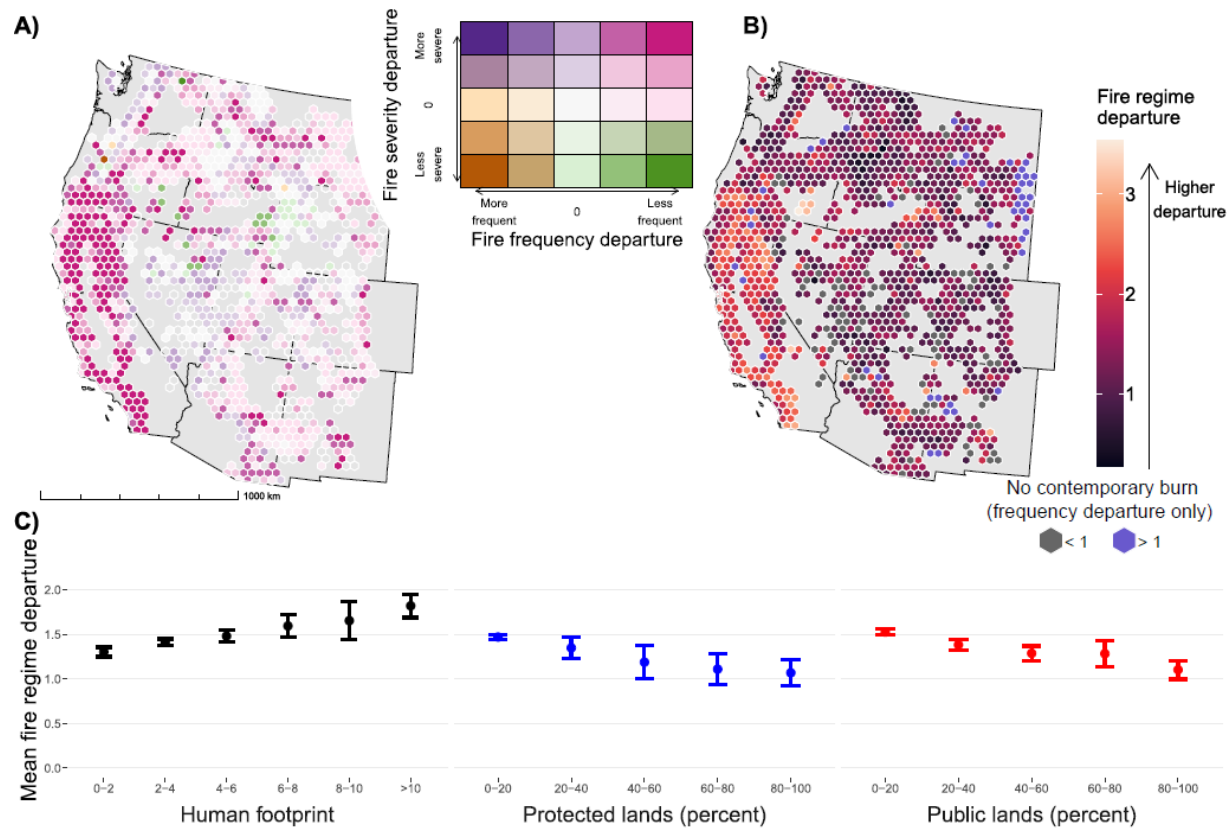 A)
Fire severity departure
More
severe
0
Less
severe
More
frequent
0
Less
frequent
Fire frequency departure
1000 km
B)
Fire regime
departure
3
2
1
Higher
departure
No contemporary burn
(frequency departure only)
< 1
> 1
C)
Mean fire regime departure
2.0
1.5
1.0
0.5
0.0
0−2
2−4
4−6
6−8
8−10
>10
Human footprint
0−20
20−40
40−60
60−80
80−100
Protected lands (percent)
0−20
20−40
40−60
60−80
80−100
Public lands (percent)